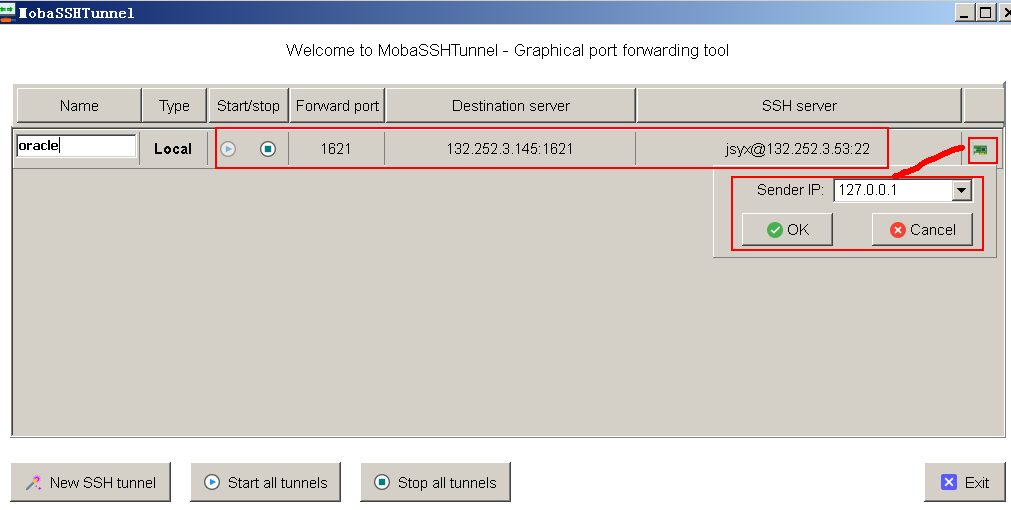 MobaSSHTunnel
Welcome to MobaSSHTunnel - Graphical port forwarding tool
Name Type Start/stop Forward port Destination server SSH server
oracle Local 1621 132.252.3.145:1621 jsyx@132.252.3.53:22
Sender IP: 127.0.0.1
OK Cancel
New SSH tunnel Start all tunnels Stop all tunnels Exit